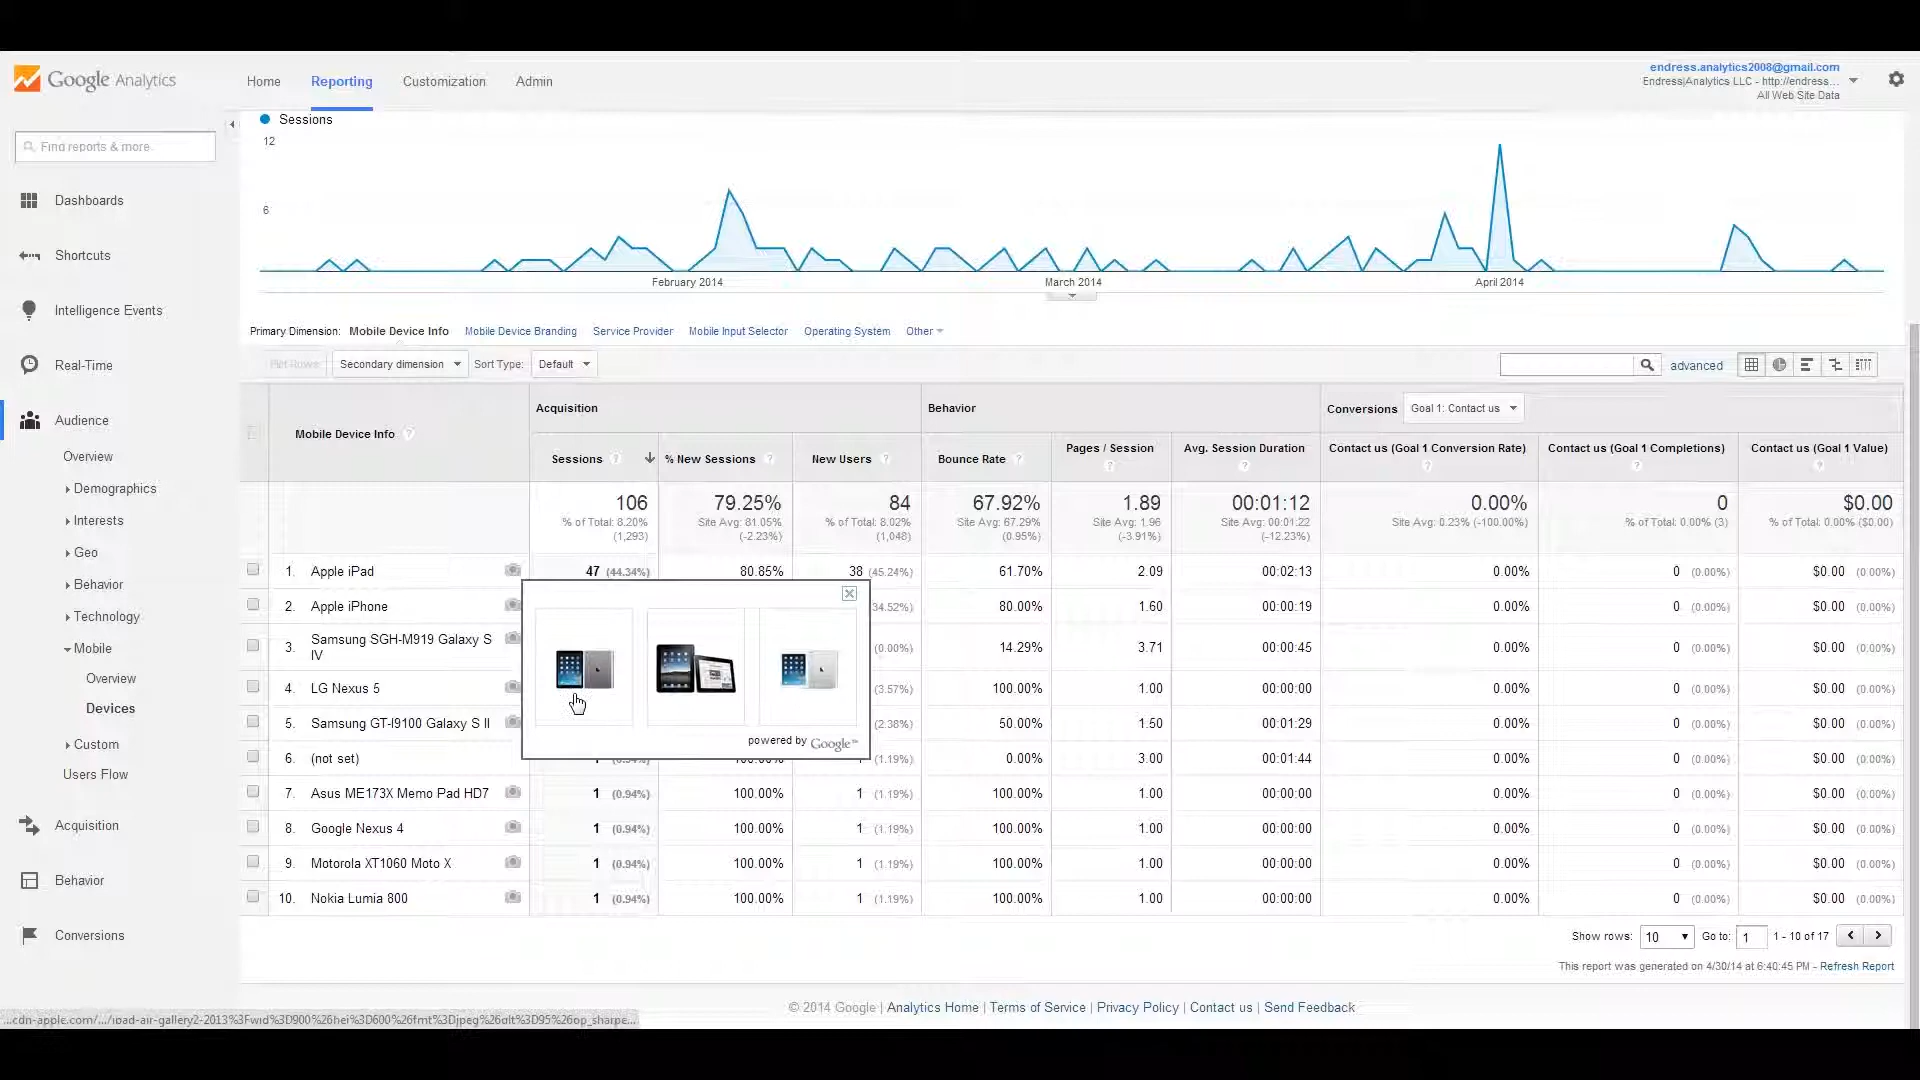 Google Analytics
Home Reporting Customization Admin
endress.analytics2008@gmail.com
Endress|Analytics LLC - http://endress...
All Web Site Data
Find reports & more
Dashboards
Shortcuts
Intelligence Events
Real-Time
Audience
Overview
Demographics
Interests
Geo
Behavior
Technology
Mobile
Overview
Devices
Custom
Users Flow
Acquisition
Behavior
Conversions
Sessions
12
6
February 2014 March 2014 April 2014
Primary Dimension: Mobile Device Info Mobile Device Branding Service Provider Mobile Input Selector Operating System Other
Plot Rows Secondary dimension Sort Type: Default advanced
Mobile Device Info ?
Acquisition Behavior Conversions Goal 1: Contact us
Sessions ? % New Sessions ? New Users ? Bounce Rate ? Pages / Session ? Avg. Session Duration ? Contact us (Goal 1 Conversion Rate) ? Contact us (Goal 1 Completions) ? Contact us (Goal 1 Value) ?
106 79.25% 84 67.92% 1.89 00:01:12 0.00% 0 $0.00
% of Total: 8.20% Site Avg: 81.05% % of Total: 8.02% Site Avg: 67.29% Site Avg: 1.96 Site Avg: 00:01:22 Site Avg: 0.23% (-100.00%) % of Total: 0.00% (3) % of Total: 0.00% ($0.00)
(1,293) (-2.23%) (1,048) (0.95%) (-3.91%) (-12.23%)
1. Apple iPad 47 (44.34%) 80.85% 38 (45.24%) 61.70% 2.09 00:02:13 0.00% 0 (0.00%) $0.00 (0.00%)
2. Apple iPhone 34.52%) 80.00% 1.60 00:00:19 0.00% 0 (0.00%) $0.00 (0.00%)
3. Samsung SGH-M919 Galaxy S IV (0.00%) 14.29% 3.71 00:00:45 0.00% 0 (0.00%) $0.00 (0.00%)
4. LG Nexus 5 (3.57%) 100.00% 1.00 00:00:00 0.00% 0 (0.00%) $0.00 (0.00%)
5. Samsung GT-I9100 Galaxy S II (2.38%) 50.00% 1.50 00:01:29 0.00% 0 (0.00%) $0.00 (0.00%)
6. (not set) (1.19%) 0.00% 3.00 00:01:44 0.00% 0 (0.00%) $0.00 (0.00%)
7. Asus ME173X Memo Pad HD7 1 (0.94%) 100.00% 1 (1.19%) 100.00% 1.00 00:00:00 0.00% 0 (0.00%) $0.00 (0.00%)
8. Google Nexus 4 1 (0.94%) 100.00% 1 (1.19%) 100.00% 1.00 00:00:00 0.00% 0 (0.00%) $0.00 (0.00%)
9. Motorola XT1060 Moto X 1 (0.94%) 100.00% 1 (1.19%) 100.00% 1.00 00:00:00 0.00% 0 (0.00%) $0.00 (0.00%)
10. Nokia Lumia 800 1 (0.94%) 100.00% 1 (1.19%) 100.00% 1.00 00:00:00 0.00% 0 (0.00%) $0.00 (0.00%)
powered by Google™
Show rows: 10 Go to: 1 1 - 10 of 17
This report was generated on 4/30/14 at 6:40:45 PM - Refresh Report
© 2014 Google | Analytics Home | Terms of Service | Privacy Policy | Contact us | Send Feedback
...cdn-apple.com/.../ipad-air-gallery2-2013%3Fwid%3D900%26hei%3D600%26fmt%3Djpeg%26qlt%3D95%26op_sharpe...